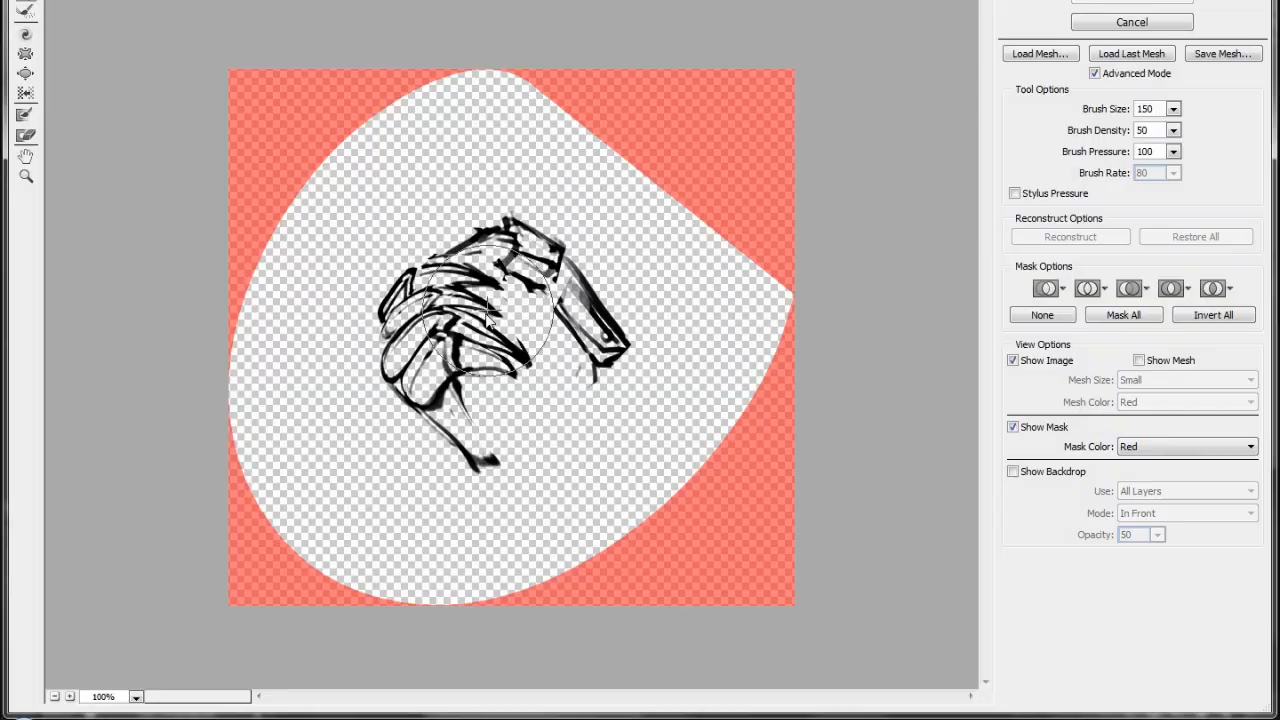 Cancel
Load Mesh... Load Last Mesh Save Mesh...
Advanced Mode
Tool Options
Brush Size: 150
Brush Density: 50
Brush Pressure: 100
Brush Rate: 80
Stylus Pressure
Reconstruct Options
Reconstruct Restore All
Mask Options
None Mask All Invert All
View Options
Show Image Show Mesh
Mesh Size: Small
Mesh Color: Red
Show Mask
Mask Color: Red
Show Backdrop
Use: All Layers
Mode: In Front
Opacity: 50
100%